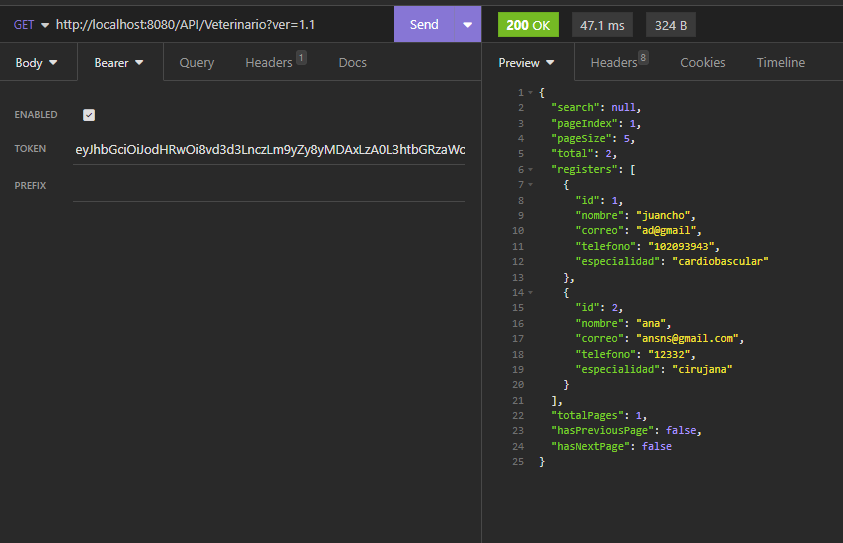 GET http://localhost:8080/API/Veterinario?ver=1.1 Send
200 OK 47.1 ms 324 B
Body Bearer Query Headers 1 Docs
Preview Headers 8 Cookies Timeline
ENABLED
TOKEN eyJhbGciOiJodHRwOi8vd3d3LnczLm9yZy8yMDAxLzA0L3htbGRzaWc
PREFIX
1 {
2 "search": null,
3 "pageIndex": 1,
4 "pageSize": 5,
5 "total": 2,
6 "registers": [
7 {
8 "id": 1,
9 "nombre": "juancho",
10 "correo": "ad@gmail",
11 "telefono": "102093943",
12 "especialidad": "cardiobascular"
13 },
14 {
15 "id": 2,
16 "nombre": "ana",
17 "correo": "ansns@gmail.com",
18 "telefono": "12332",
19 "especialidad": "cirujana"
20 }
21 ],
22 "totalPages": 1,
23 "hasPreviousPage": false,
24 "hasNextPage": false
25 }